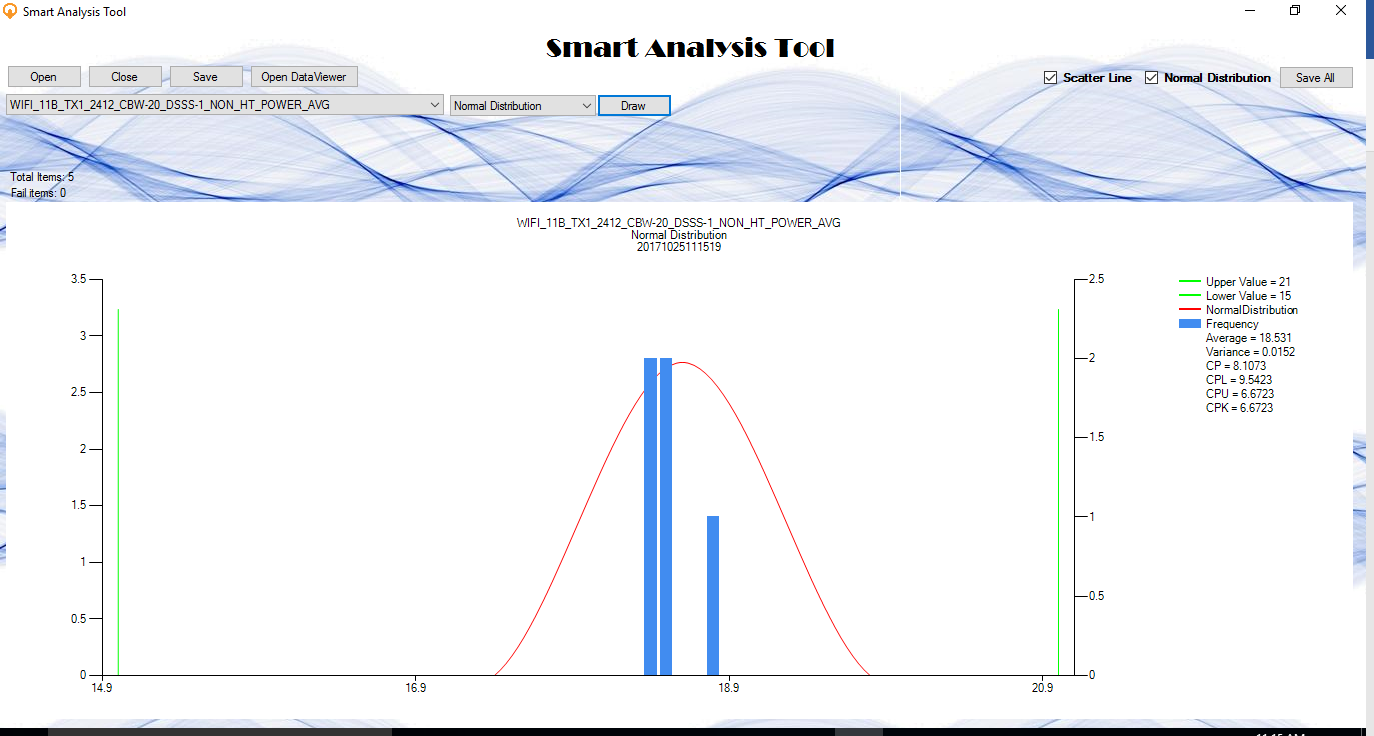 Smart Analysis Tool
Smart Analysis Tool
Open Close Save Open DataViewer Scatter Line Normal Distribution Save All
WIFI_11B_TX1_2412_CBW-20_DSSS-1_NON_HT_POWER_AVG Normal Distribution Draw
Total Items: 5
Fail items: 0
WIFI_11B_TX1_2412_CBW-20_DSSS-1_NON_HT_POWER_AVG
Normal Distribution
20171025111519
3.5
3
2.5
2
1.5
1
0.5
0
14.9 16.9 18.9 20.9
2.5
2
1.5
1
0.5
0
Upper Value = 21
Lower Value = 15
NormalDistribution
Frequency
Average = 18.531
Variance = 0.0152
CP = 8.1073
CPL = 9.5423
CPU = 6.6723
CPK = 6.6723